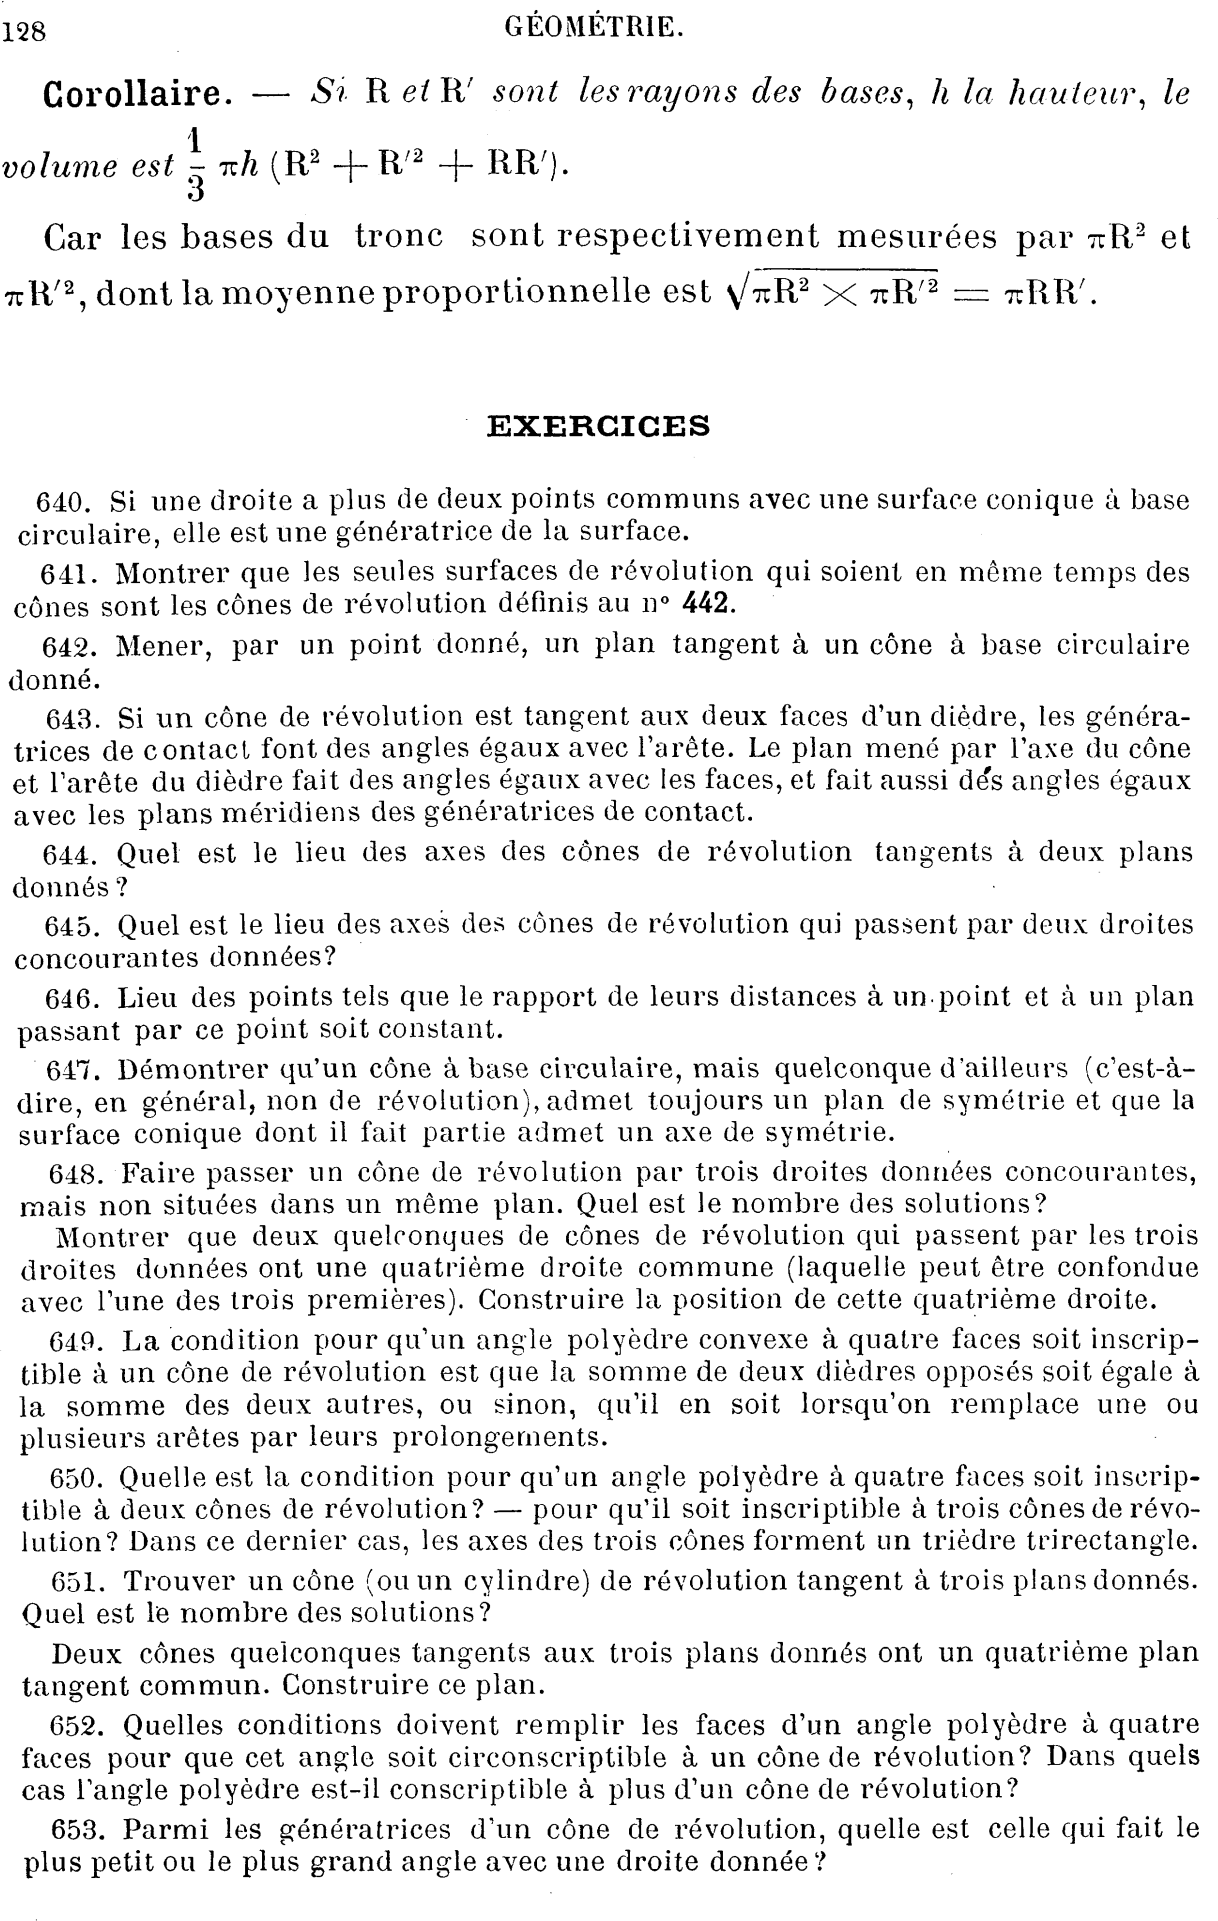 128
GÉOMÉTRIE.
Corollaire. — Si R et R′ sont les rayons des bases, h la hauteur, le
volume est 1/3 πh (R² + R′² + RR′).
Car les bases du tronc sont respectivement mesurées par πR² et
πR′², dont la moyenne proportionnelle est √(πR² × πR′²) = πRR′.
EXERCICES
640. Si une droite a plus de deux points communs avec une surface conique à base
circulaire, elle est une génératrice de la surface.
641. Montrer que les seules surfaces de révolution qui soient en même temps des
cônes sont les cônes de révolution définis au n° 442.
642. Mener, par un point donné, un plan tangent à un cône à base circulaire
donné.
643. Si un cône de révolution est tangent aux deux faces d'un dièdre, les généra-
trices de contact font des angles égaux avec l'arête. Le plan mené par l'axe du cône
et l'arête du dièdre fait des angles égaux avec les faces, et fait aussi dés angles égaux
avec les plans méridiens des génératrices de contact.
644. Quel est le lieu des axes des cônes de révolution tangents à deux plans
donnés ?
645. Quel est le lieu des axes des cônes de révolution qui passent par deux droites
concourantes données?
646. Lieu des points tels que le rapport de leurs distances à un point et à un plan
passant par ce point soit constant.
647. Démontrer qu'un cône à base circulaire, mais quelconque d'ailleurs (c'est-à-
dire, en général, non de révolution), admet toujours un plan de symétrie et que la
surface conique dont il fait partie admet un axe de symétrie.
648. Faire passer un cône de révolution par trois droites données concourantes,
mais non situées dans un même plan. Quel est le nombre des solutions?
Montrer que deux quelconques de cônes de révolution qui passent par les trois
droites données ont une quatrième droite commune (laquelle peut être confondue
avec l'une des trois premières). Construire la position de cette quatrième droite.
649. La condition pour qu'un angle polyèdre convexe à quatre faces soit inscrip-
tible à un cône de révolution est que la somme de deux dièdres opposés soit égale à
la somme des deux autres, ou sinon, qu'il en soit lorsqu'on remplace une ou
plusieurs arêtes par leurs prolongements.
650. Quelle est la condition pour qu'un angle polyèdre à quatre faces soit inscrip-
tible à deux cônes de révolution? — pour qu'il soit inscriptible à trois cônes de révo-
lution? Dans ce dernier cas, les axes des trois cônes forment un trièdre trirectangle.
651. Trouver un cône (ou un cylindre) de révolution tangent à trois plans donnés.
Quel est le nombre des solutions?
Deux cônes quelconques tangents aux trois plans donnés ont un quatrième plan
tangent commun. Construire ce plan.
652. Quelles conditions doivent remplir les faces d'un angle polyèdre à quatre
faces pour que cet angle soit circonscriptible à un cône de révolution? Dans quels
cas l'angle polyèdre est-il conscriptible à plus d'un cône de révolution?
653. Parmi les génératrices d'un cône de révolution, quelle est celle qui fait le
plus petit ou le plus grand angle avec une droite donnée ?